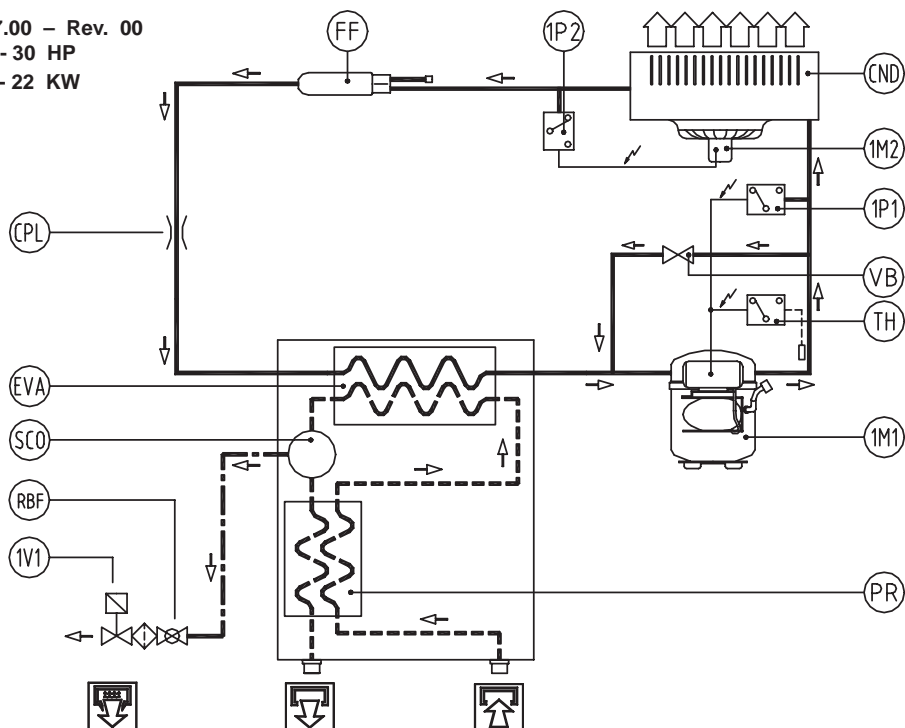 7.00 – Rev. 00
- 30 HP
- 22 KW
FF
1P2
CND
1M2
1P1
CPL
VB
TH
EVA
SCO
1M1
RBF
1V1
PR